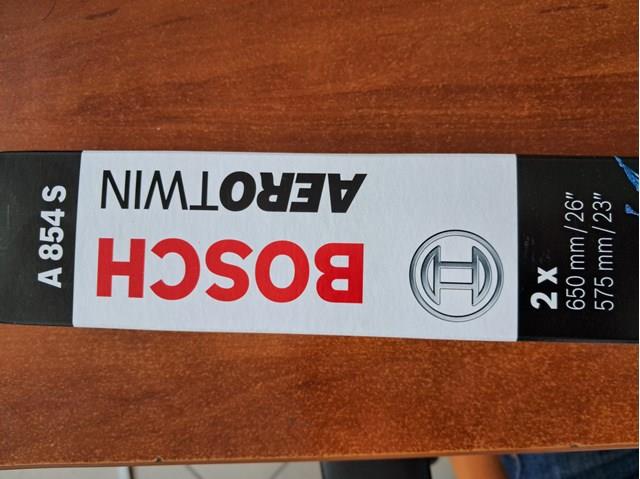 BOSCH
AEROTWIN
A 854 S
2 x
650 mm / 26"
575 mm / 23"